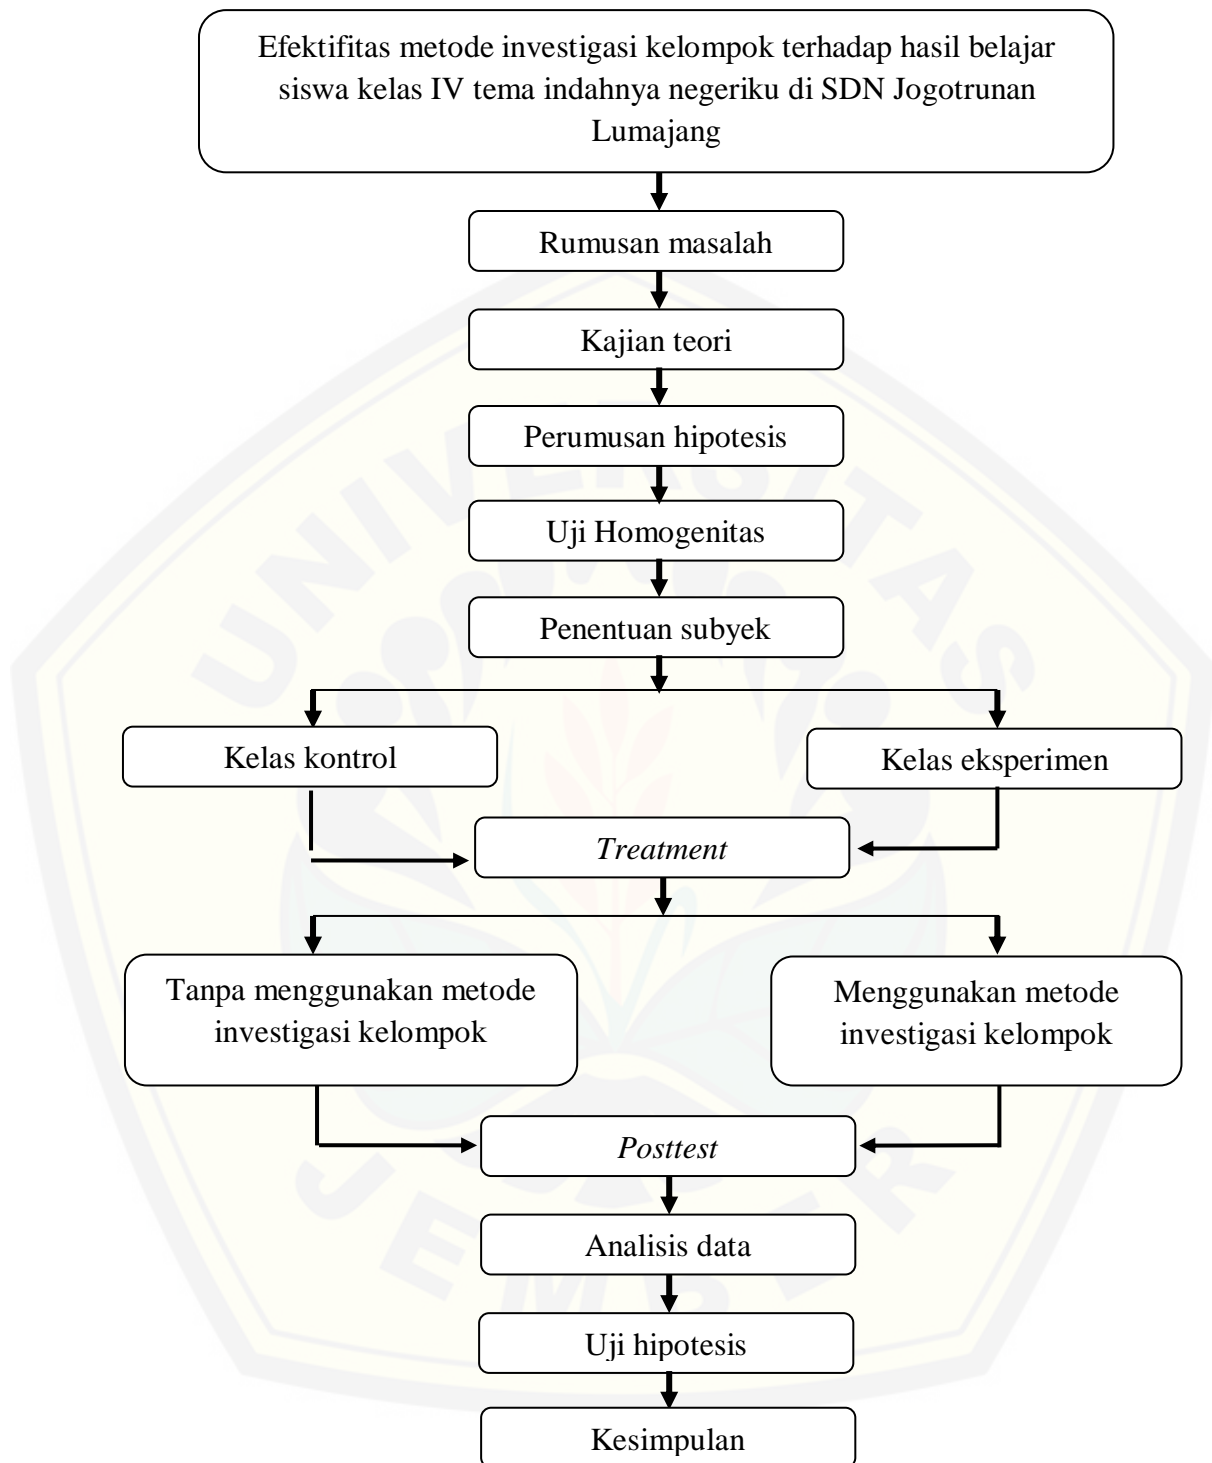 Efektifitas metode investigasi kelompok terhadap hasil belajar
siswa kelas IV tema indahnya negeriku di SDN Jogotrunan
Lumajang
Rumusan masalah
Kajian teori
Perumusan hipotesis
Uji Homogenitas
Penentuan subyek
Kelas kontrol
Kelas eksperimen
Treatment
Tanpa menggunakan metode
investigasi kelompok
Menggunakan metode
investigasi kelompok
Posttest
Analisis data
Uji hipotesis
Kesimpulan
UNIVERSITAS
JEMBER